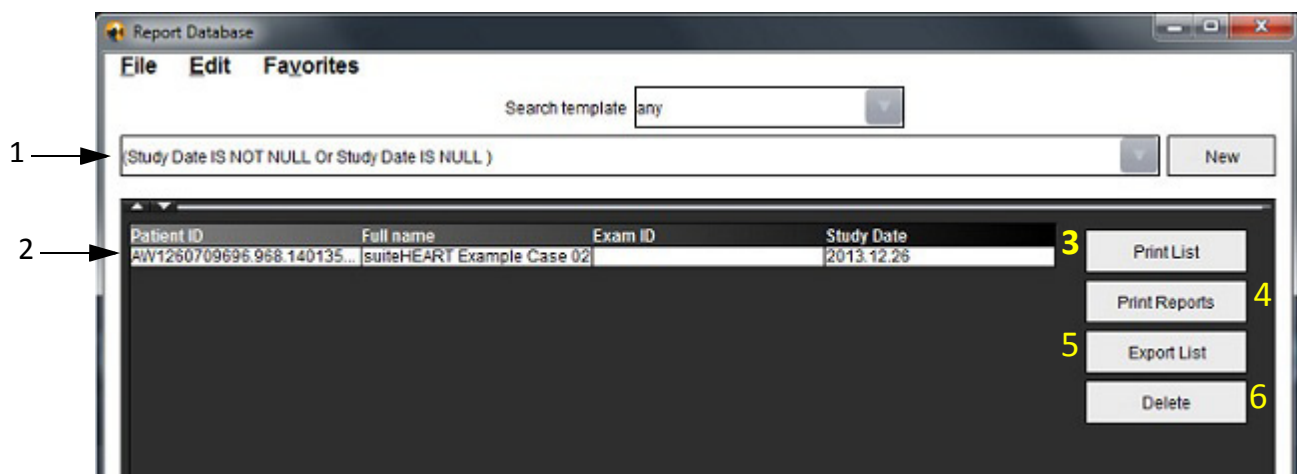 Report Database
File Edit Favorites
Search template any
1 (Study Date IS NOT NULL Or Study Date IS NULL ) New
Patient ID Full name Exam ID Study Date
2 AW1260709696.968.140135... suiteHEART Example Case 02 2013.12.26
3 Print List
Print Reports 4
5 Export List
Delete 6